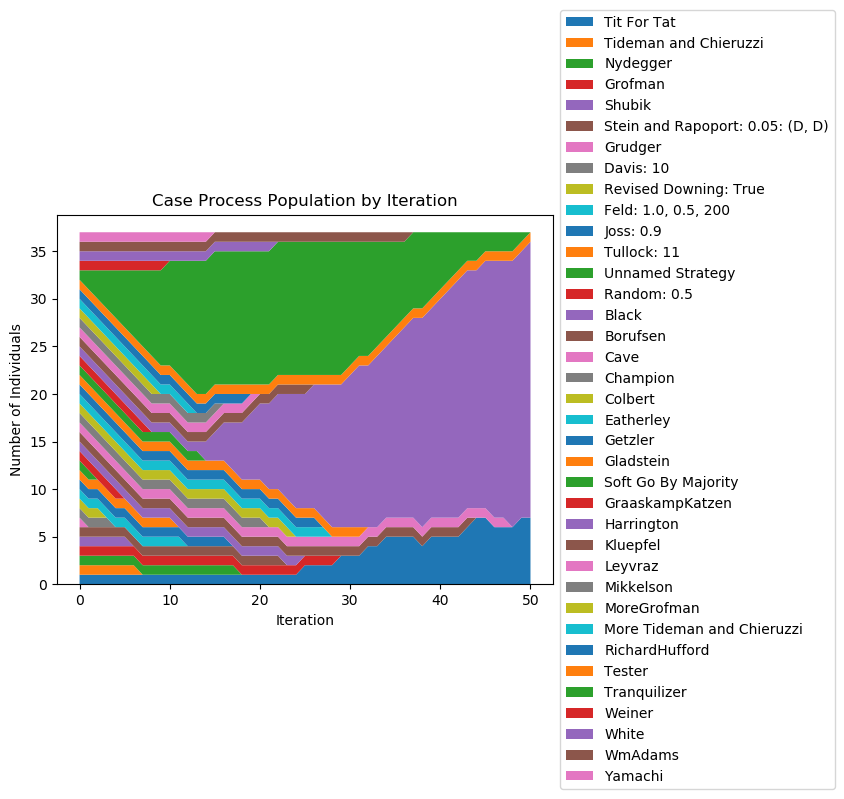 Case Process Population by Iteration
Number of Individuals
35
30
25
20
15
10
5
0
0 10 20 30 40 50
Iteration
Tit For Tat
Tideman and Chieruzzi
Nydegger
Grofman
Shubik
Stein and Rapoport: 0.05: (D, D)
Grudger
Davis: 10
Revised Downing: True
Feld: 1.0, 0.5, 200
Joss: 0.9
Tullock: 11
Unnamed Strategy
Random: 0.5
Black
Borufsen
Cave
Champion
Colbert
Eatherley
Getzler
Gladstein
Soft Go By Majority
GraaskampKatzen
Harrington
Kluepfel
Leyvraz
Mikkelson
MoreGrofman
More Tideman and Chieruzzi
RichardHufford
Tester
Tranquilizer
Weiner
White
WmAdams
Yamachi